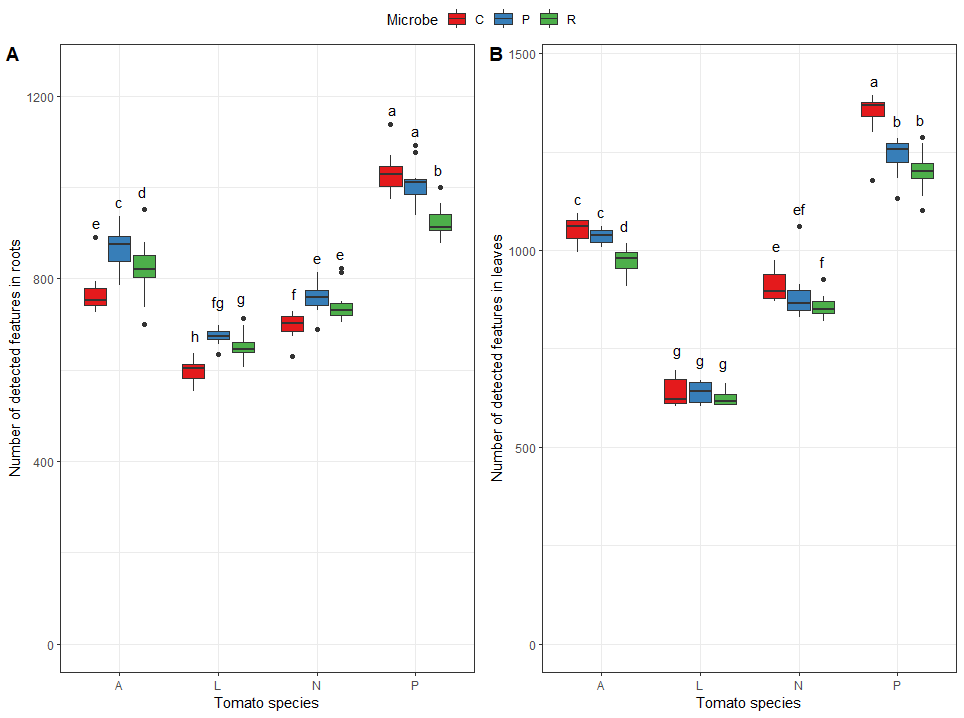 Microbe C P R
A
Number of detected features in roots
1200
800
400
0
e c d
h fg g
f e e
a a b
A L N P
Tomato species
B
Number of detected features in leaves
1500
1000
500
0
c c d
g g g
e ef f
a b b
A L N P
Tomato species